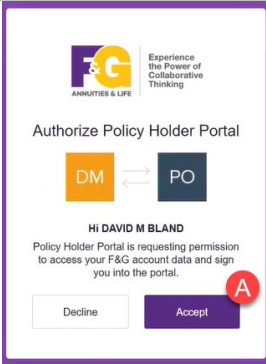 F&G
ANNUITIES & LIFE
Experience
the Power of
Collaborative
Thinking
Authorize Policy Holder Portal
DM
PO
Hi DAVID M BLAND
Policy Holder Portal is requesting permission
to access your F&G account data and sign
you into the portal.
A
Decline
Accept